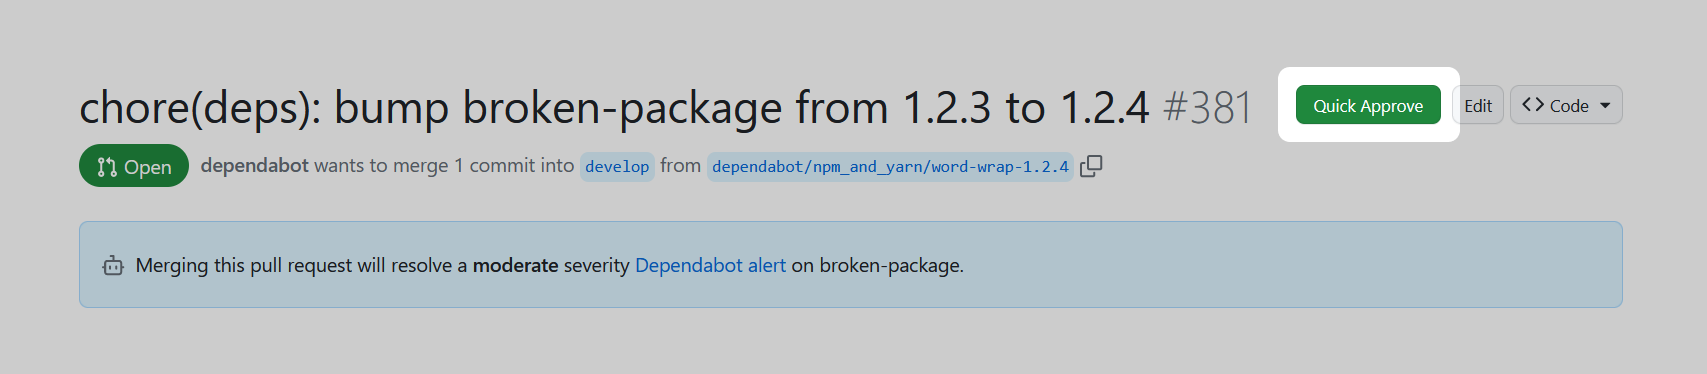 chore(deps): bump broken-package from 1.2.3 to 1.2.4 #381 Quick Approve Edit <> Code
Open dependabot wants to merge 1 commit into develop from dependabot/npm_and_yarn/word-wrap-1.2.4
Merging this pull request will resolve a moderate severity Dependabot alert on broken-package.